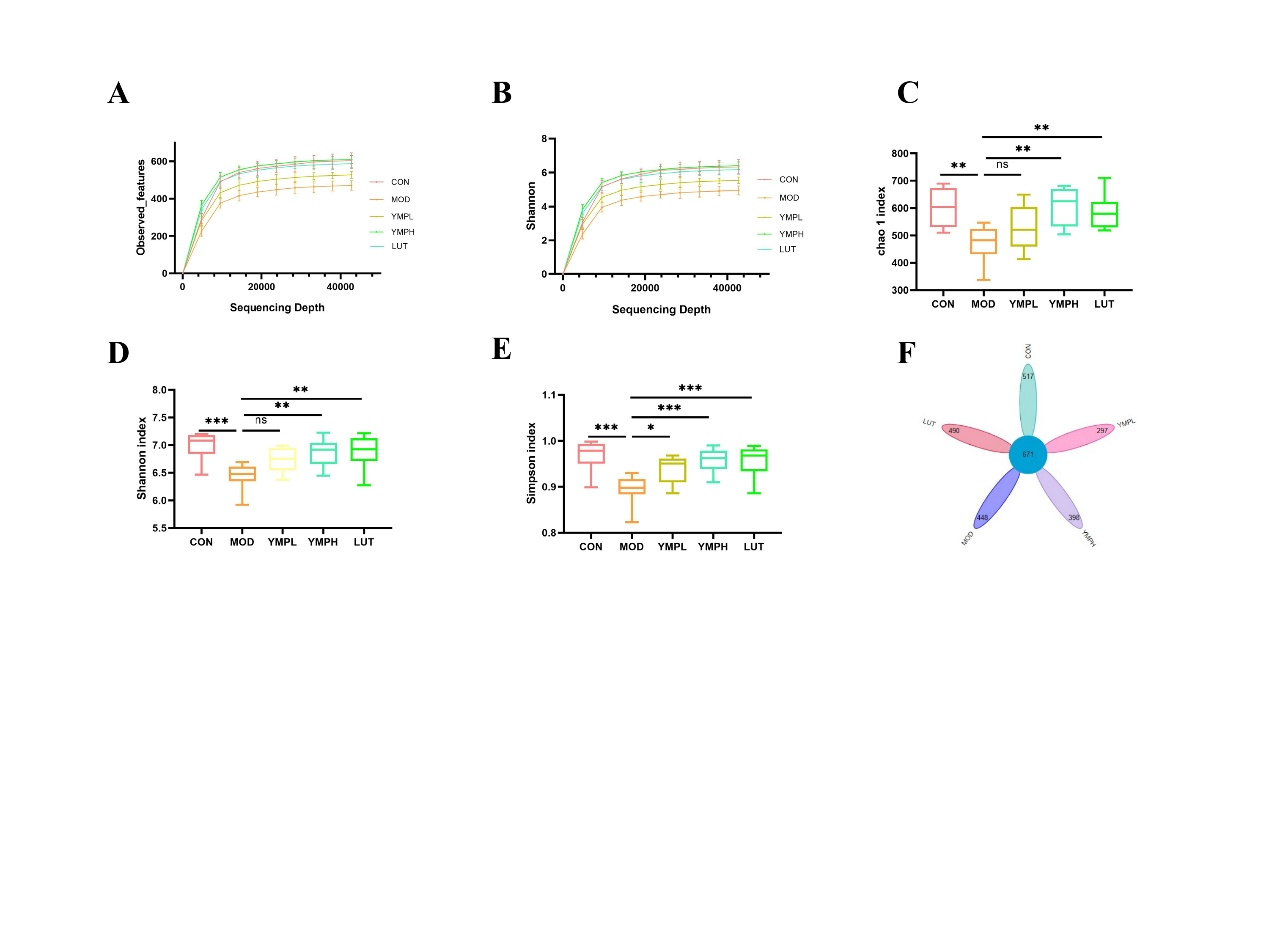 A
Observed_features
600
400
200
0
0 20000 40000
Sequencing Depth
CON
MOD
YMPL
YMPH
LUT
B
Shannon
8
6
4
2
0
0 20000 40000
Sequencing Depth
CON
MOD
YMPL
YMPH
LUT
C
chao 1 index
800
700
600
500
400
300
**
**
** ns
CON MOD YMPL YMPH LUT
D
Shannon index
8.0
7.5
7.0
6.5
6.0
5.5
**
**
*** ns
CON MOD YMPL YMPH LUT
E
Simpson index
1.1
1.0
0.9
0.8
***
***
*** *
CON MOD YMPL YMPH LUT
F
CON
517
LUT 490
297 YMPL
571
MOD 448
398 YMPH